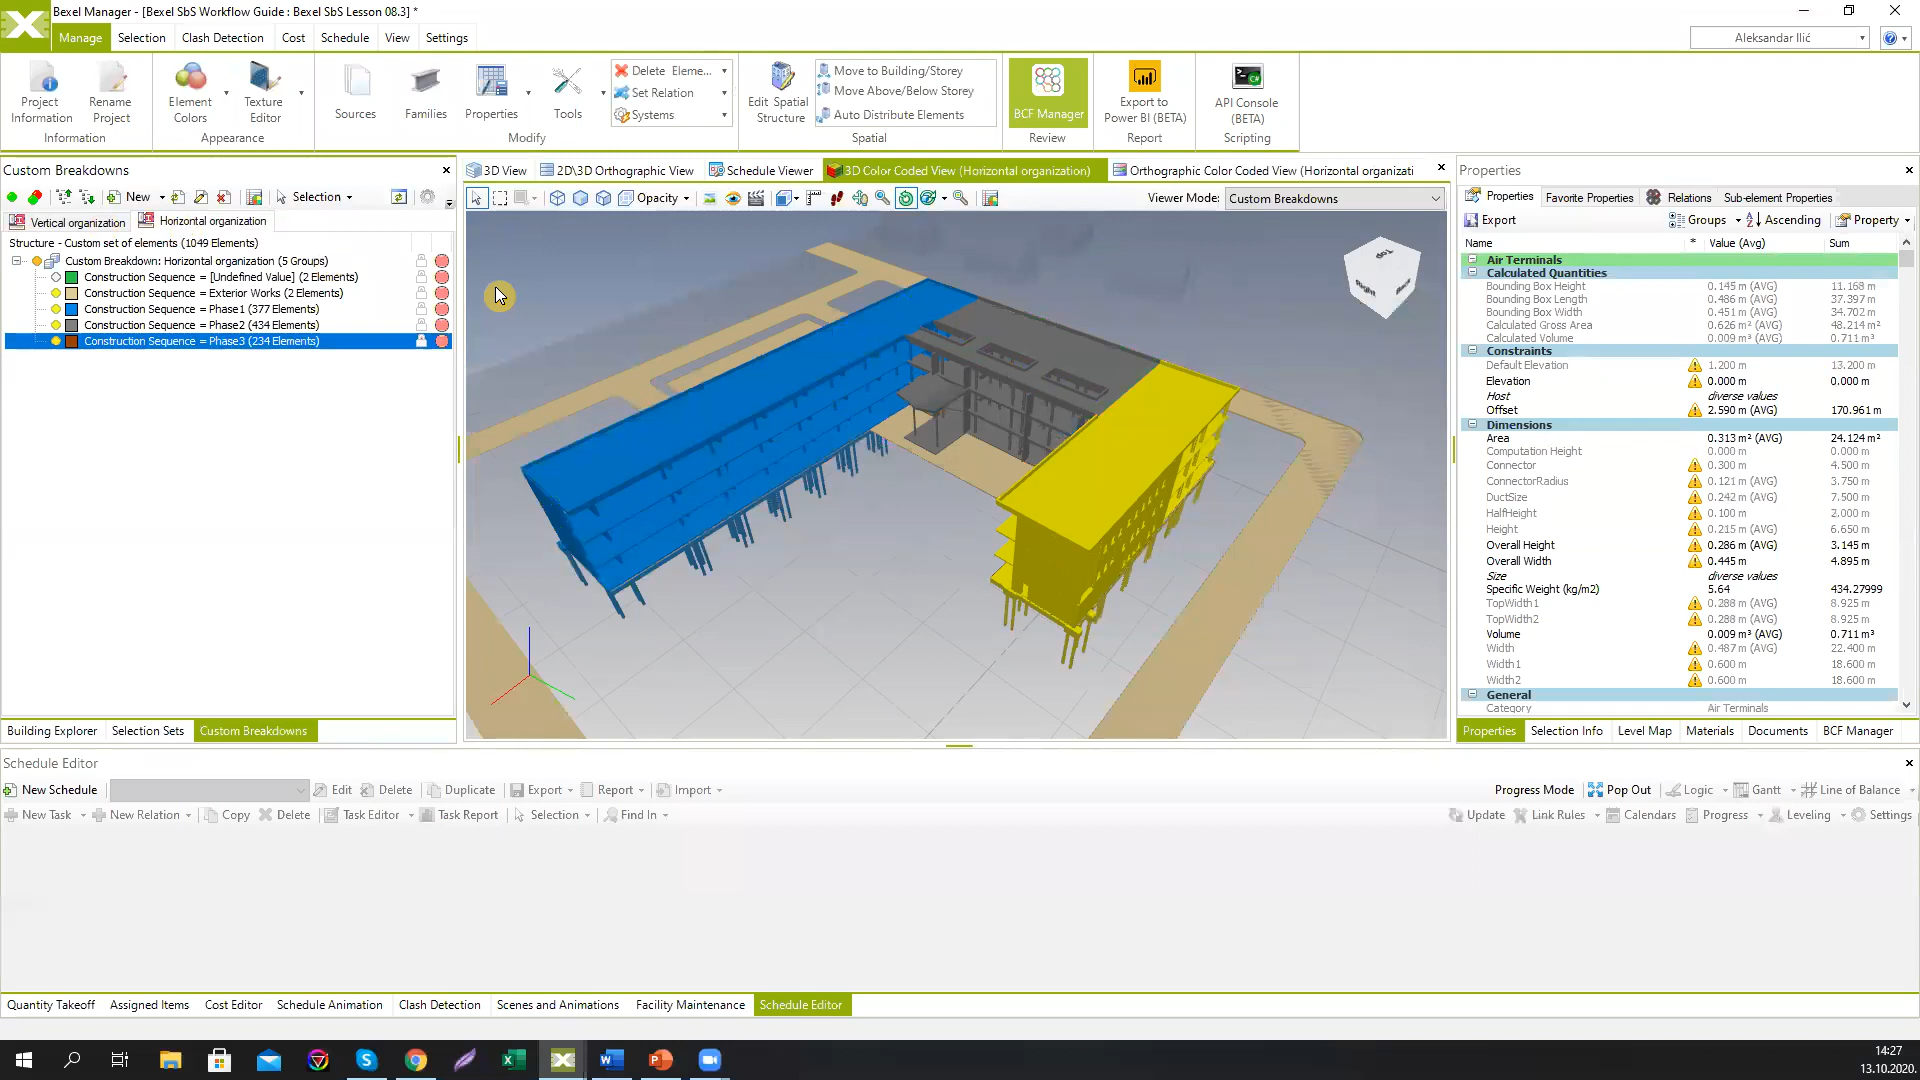 Bexel Manager - [Bexel SbS Workflow Guide : Bexel SbS Lesson 08.3] *
Manage Selection Clash Detection Cost Schedule View Settings Aleksandar Ilić
Project Information
Rename Project
Information
Element Colors
Texture Editor
Appearance
Sources
Families
Properties
Tools
Delete Eleme...
Set Relation
Systems
Modify
Edit Spatial Structure
Move to Building/Storey
Move Above/Below Storey
Auto Distribute Elements
Spatial
BCF Manager
Review
Export to Power BI (BETA)
Report
API Console (BETA)
Scripting
Custom Breakdowns
New Selection
Vertical organization Horizontal organization
Structure - Custom set of elements (1049 Elements)
Custom Breakdown: Horizontal organization (5 Groups)
Construction Sequence = [Undefined Value] (2 Elements)
Construction Sequence = Exterior Works (2 Elements)
Construction Sequence = Phase1 (377 Elements)
Construction Sequence = Phase2 (434 Elements)
Construction Sequence = Phase3 (234 Elements)
Building Explorer Selection Sets Custom Breakdowns
3D View 2D\3D Orthographic View Schedule Viewer 3D Color Coded View (Horizontal organization) Orthographic Color Coded View (Horizontal organizati
Opacity Viewer Mode: Custom Breakdowns
Top
Right Back
Properties
Properties Favorite Properties Relations Sub-element Properties
Export Groups Ascending Property
Name * Value (Avg) Sum
Air Terminals
Calculated Quantities
Bounding Box Height 0.145 m (AVG) 11.168 m
Bounding Box Length 0.486 m (AVG) 37.397 m
Bounding Box Width 0.451 m (AVG) 34.702 m
Calculated Gross Area 0.626 m² (AVG) 48.214 m²
Calculated Volume 0.009 m³ (AVG) 0.711 m³
Constraints
Default Elevation 1.200 m 13.200 m
Elevation 0.000 m 0.000 m
Host diverse values
Offset 2.590 m (AVG) 170.961 m
Dimensions
Area 0.313 m² (AVG) 24.124 m²
Computation Height 0.000 m 0.000 m
Connector 0.300 m 4.500 m
ConnectorRadius 0.121 m (AVG) 3.750 m
DuctSize 0.242 m (AVG) 7.500 m
HalfHeight 0.100 m 2.000 m
Height 0.215 m (AVG) 6.650 m
Overall Height 0.286 m (AVG) 3.145 m
Overall Width 0.445 m (AVG) 4.895 m
Size diverse values
Specific Weight (kg/m2) 5.64 434.27999
TopWidth1 0.288 m (AVG) 8.925 m
TopWidth2 0.288 m (AVG) 8.925 m
Volume 0.009 m³ (AVG) 0.711 m³
Width 0.487 m (AVG) 22.400 m
Width1 0.600 m 18.600 m
Width2 0.600 m 18.600 m
General
Category Air Terminals
Properties Selection Info Level Map Materials Documents BCF Manager
Schedule Editor
New Schedule Edit Delete Duplicate Export Report Import Progress Mode Pop Out Logic Gantt Line of Balance
New Task New Relation Copy Delete Task Editor Task Report Selection Find In Update Link Rules Calendars Progress Leveling Settings
Quantity Takeoff Assigned Items Cost Editor Schedule Animation Clash Detection Scenes and Animations Facility Maintenance Schedule Editor
14:27
13.10.2020.